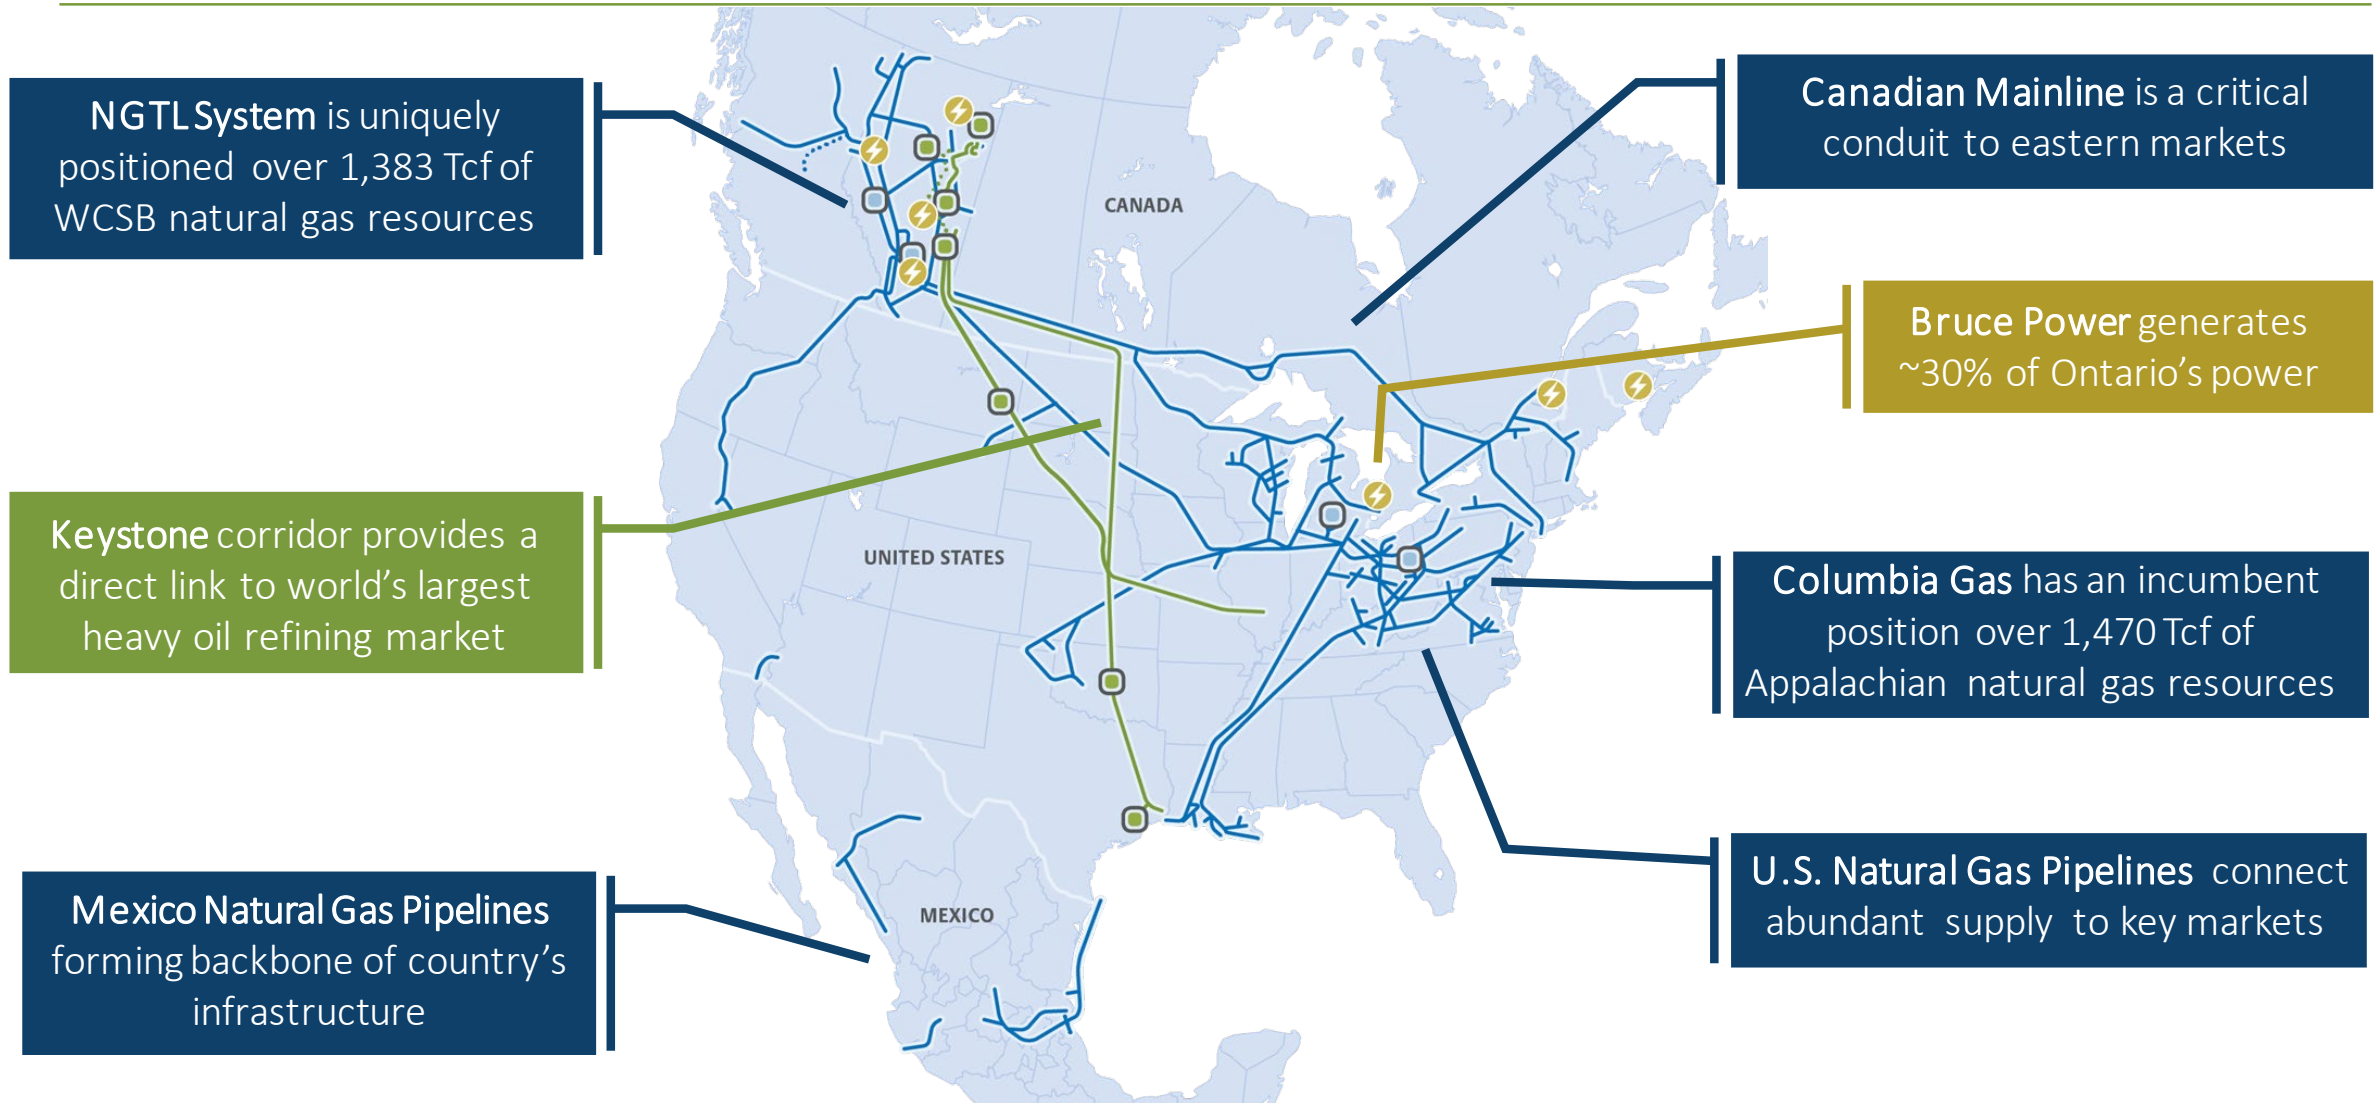 NGTL System is uniquely
positioned over 1,383 Tcf of
WCSB natural gas resources
Canadian Mainline is a critical
conduit to eastern markets
CANADA
Bruce Power generates
~30% of Ontario’s power
Keystone corridor provides a
direct link to world’s largest
heavy oil refining market
UNITED STATES
Columbia Gas has an incumbent
position over 1,470 Tcf of
Appalachian natural gas resources
Mexico Natural Gas Pipelines
forming backbone of country’s
infrastructure
MEXICO
U.S. Natural Gas Pipelines connect
abundant supply to key markets